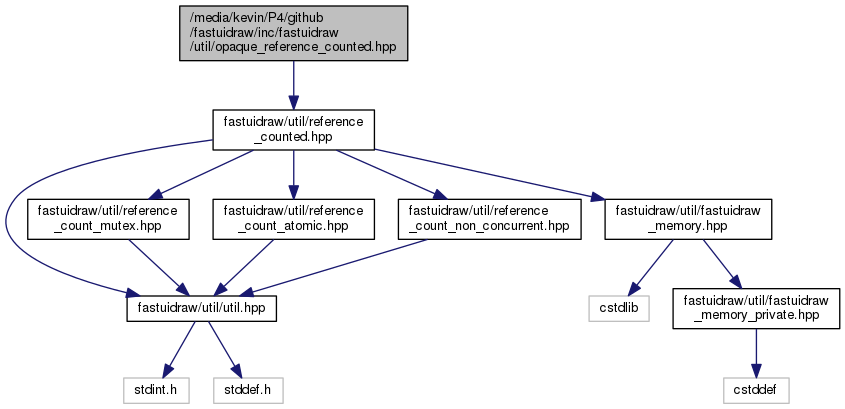 /media/kevin/P4/github
/fastuidraw/inc/fastuidraw
/util/opaque_reference_counted.hpp
fastuidraw/util/reference
_counted.hpp
fastuidraw/util/reference
_count_mutex.hpp
fastuidraw/util/reference
_count_atomic.hpp
fastuidraw/util/reference
_count_non_concurrent.hpp
fastuidraw/util/fastuidraw
_memory.hpp
fastuidraw/util/util.hpp
cstdlib
fastuidraw/util/fastuidraw
_memory_private.hpp
stdint.h
stddef.h
cstddef